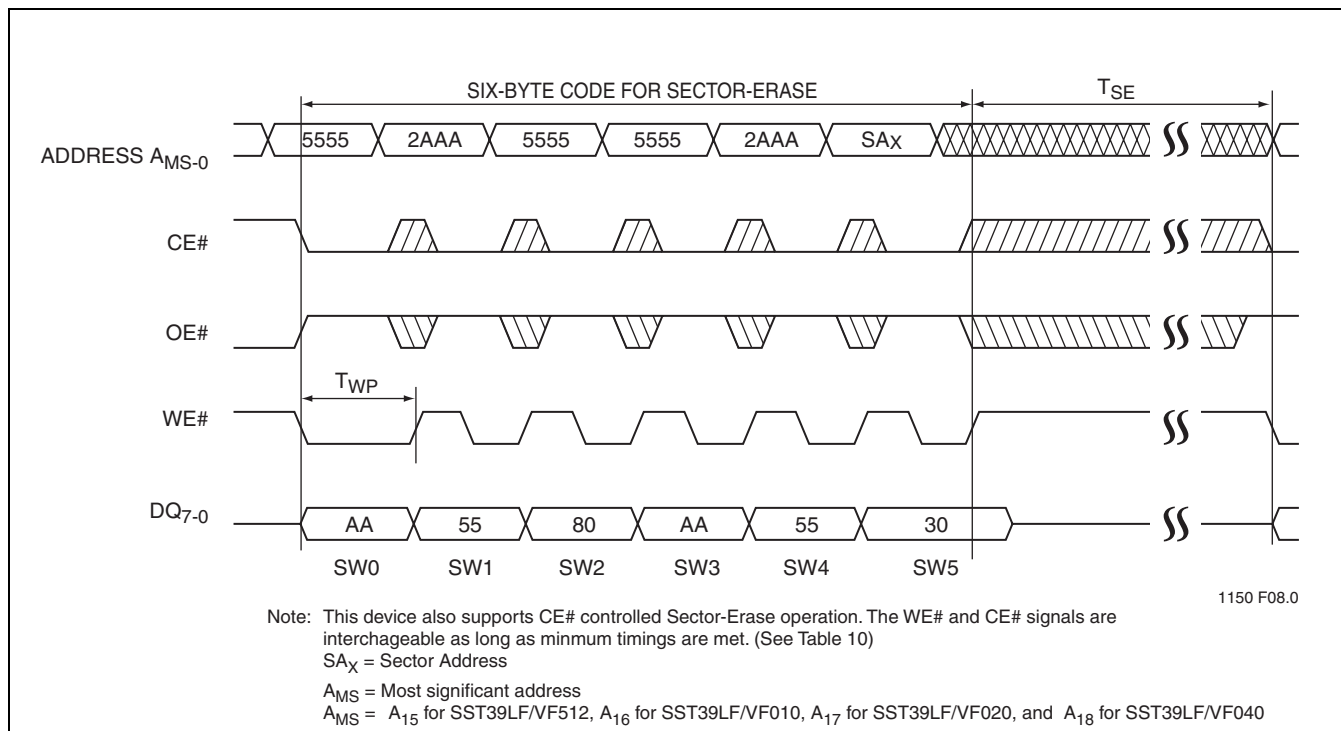 SIX-BYTE CODE FOR SECTOR-ERASE
TSE
ADDRESS AMS-0
5555 2AAA 5555 5555 2AAA SAX
CE#
OE#
TWP
WE#
DQ7-0
AA 55 80 AA 55 30
SW0 SW1 SW2 SW3 SW4 SW5
1150 F08.0
Note: This device also supports CE# controlled Sector-Erase operation. The WE# and CE# signals are
interchageable as long as minmum timings are met. (See Table 10)
SAX = Sector Address
AMS = Most significant address
AMS = A15 for SST39LF/VF512, A16 for SST39LF/VF010, A17 for SST39LF/VF020, and A18 for SST39LF/VF040